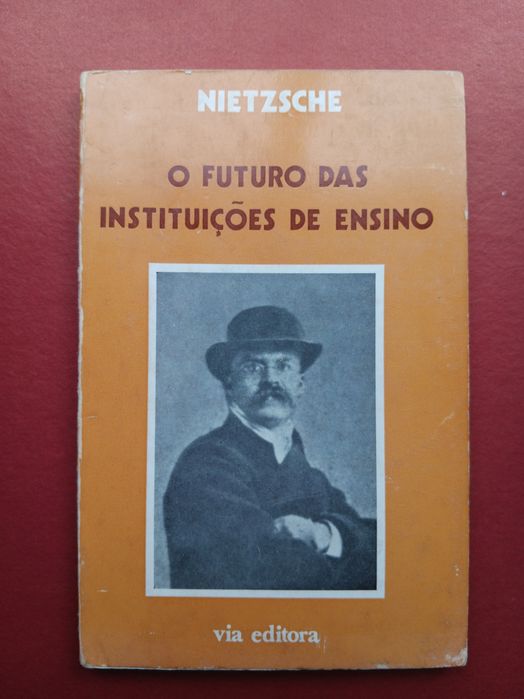 NIETZSCHE
O FUTURO DAS
INSTITUIÇÕES DE ENSINO
via editora